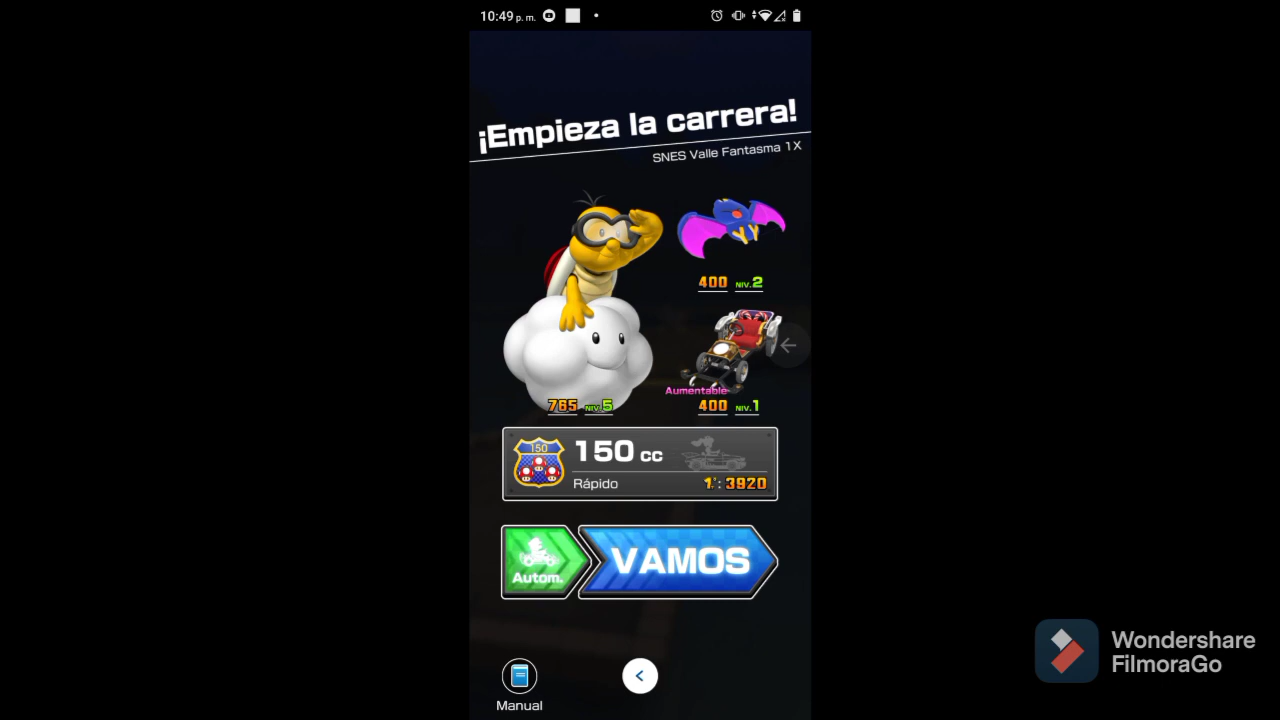 10:49 p. m.
¡Empieza la carrera!
SNES Valle Fantasma 1X
400 NIV.2
Aumentable
765 NIV.5
400 NIV.1
150
150 cc
Rápido
1.º: 3920
Autom.
VAMOS
Manual
Wondershare
FilmoraGo